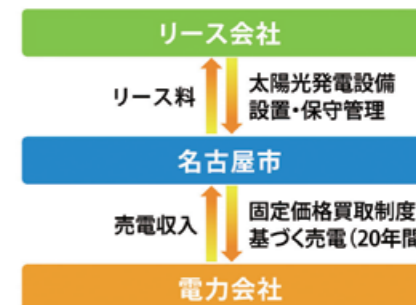 リース会社
リース料
太陽光発電設備
設置・保守管理
名古屋市
売電収入
固定価格買取制度
基づく売電(20年間
電力会社